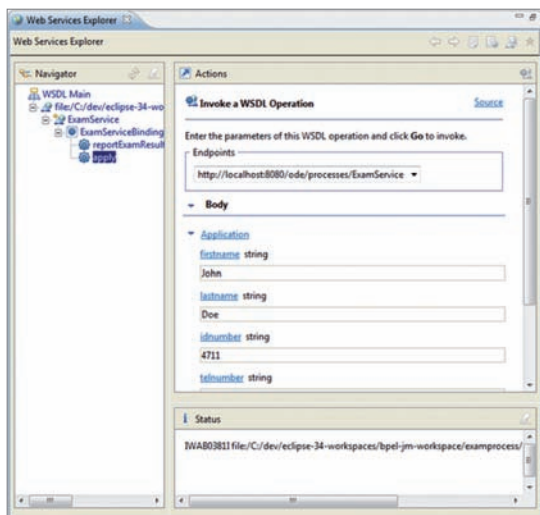 Web Services Explorer
Web Services Explorer
Navigator
WSDL Main
file:/C:/dev/eclipse-34-wo
ExamService
ExamServiceBinding
reportExamResult
apply
Actions
Invoke a WSDL Operation
Source
Enter the parameters of this WSDL operation and click Go to invoke.
Endpoints
http://localhost:8080/ode/processes/ExamService
Body
Application
firstname string
John
lastname string
Doe
idnumber string
4711
telnumber string
i Status
IWAB0381I file:/C:/dev/eclipse-34-workspaces/bpel-jm-workspace/examprocess/